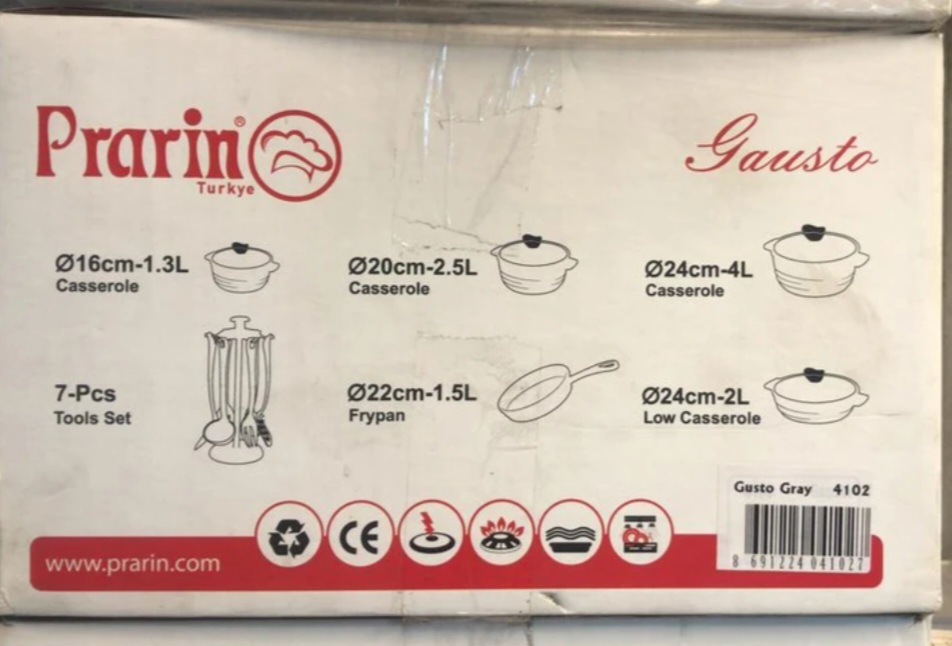 Prarin®
Turkye
Gausto
Ø16cm-1.3L
Casserole
Ø20cm-2.5L
Casserole
Ø24cm-4L
Casserole
7-Pcs
Tools Set
Ø22cm-1.5L
Frypan
Ø24cm-2L
Low Casserole
Gusto Gray 4102
8 691224 041027
CE
www.prarin.com